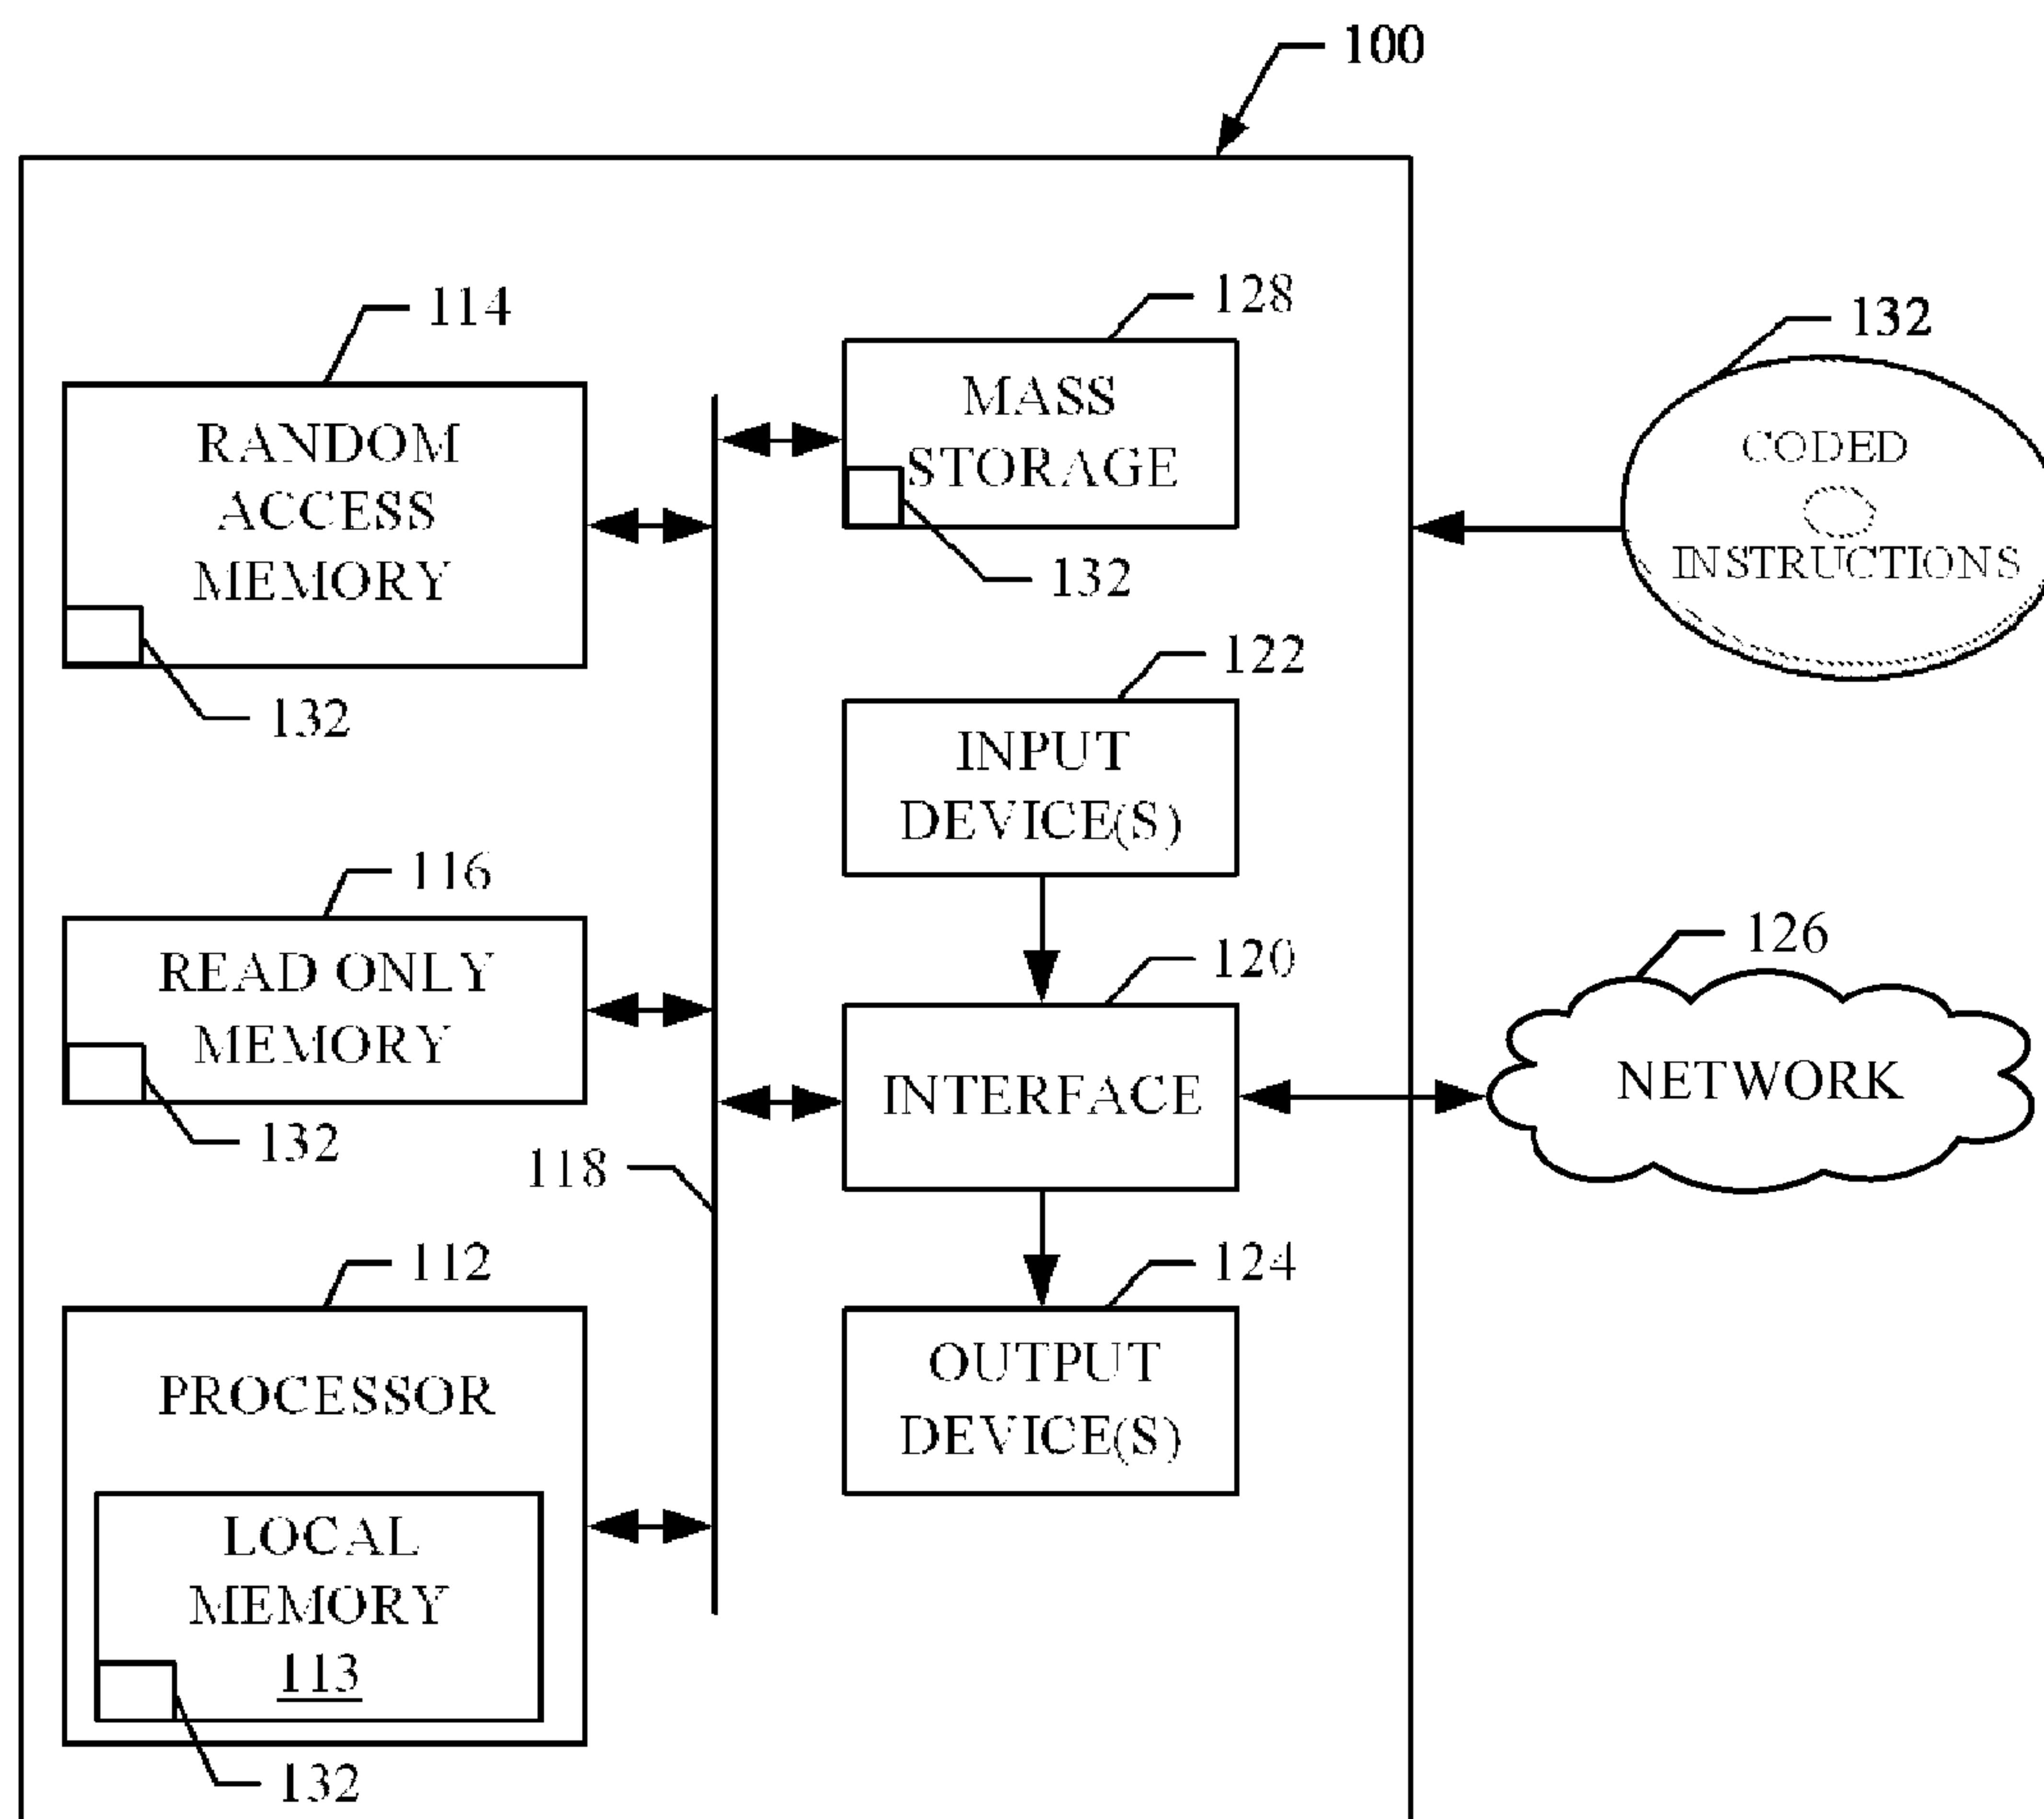 100
114
RANDOM
ACCESS
MEMORY
132
128
MASS
STORAGE
132
132
CODED
INSTRUCTIONS
122
INPUT
DEVICE(S)
116
READ ONLY
MEMORY
132
118
120
INTERFACE
126
NETWORK
112
PROCESSOR
LOCAL
MEMORY
113
132
124
OUTPUT
DEVICE(S)